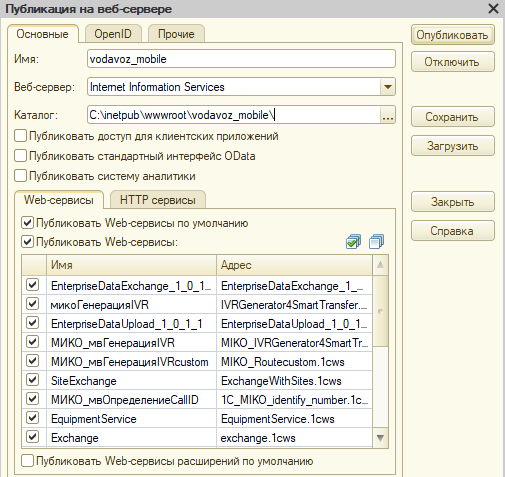 Публикация на веб-сервере
Основные OpenID Прочие
Опубликовать
Имя: vodavoz_mobile
Отключить
Веб-сервер: Internet Information Services
Каталог: C:\inetpub\wwwroot\vodavoz_mobile\ ...
Сохранить
Публиковать доступ для клиентских приложений
Загрузить
Публиковать стандартный интерфейс OData
Публиковать систему аналитики
Web-сервисы HTTP сервисы
Закрыть
Публиковать Web-сервисы по умолчанию
Справка
Публиковать Web-сервисы:
Имя Адрес
EnterpriseDataExchange_1_0_1... EnterpriseDataExchange_1_...
микоГенерацияIVR IVRGenerator4SmartTransfer....
EnterpriseDataUpload_1_0_1_1 EnterpriseDataUpload_1_0_1...
МИКО_мвГенерацияIVR MIKO_IVRGenerator4SmartTr...
МИКО_мвГенерацияIVRcustom MIKO_Routecustom.1cws
SiteExchange ExchangeWithSites.1cws
МИКО_мвОпределениеCallID 1C_MIKO_identify_number.1c...
EquipmentService EquipmentService.1cws
Exchange exchange.1cws
Публиковать Web-сервисы расширений по умолчанию